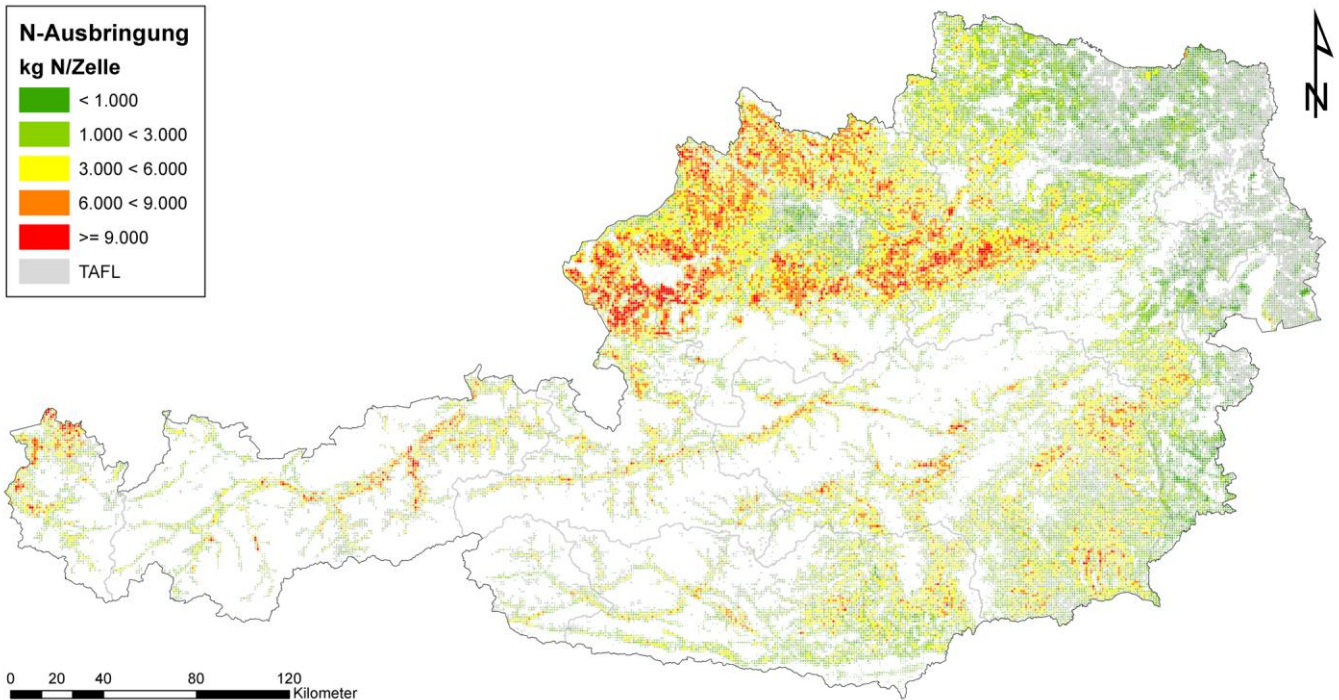 N-Ausbringung
kg N/Zelle
< 1.000
1.000 < 3.000
3.000 < 6.000
6.000 < 9.000
>= 9.000
TAFL
N
0 20 40 80 120
Kilometer